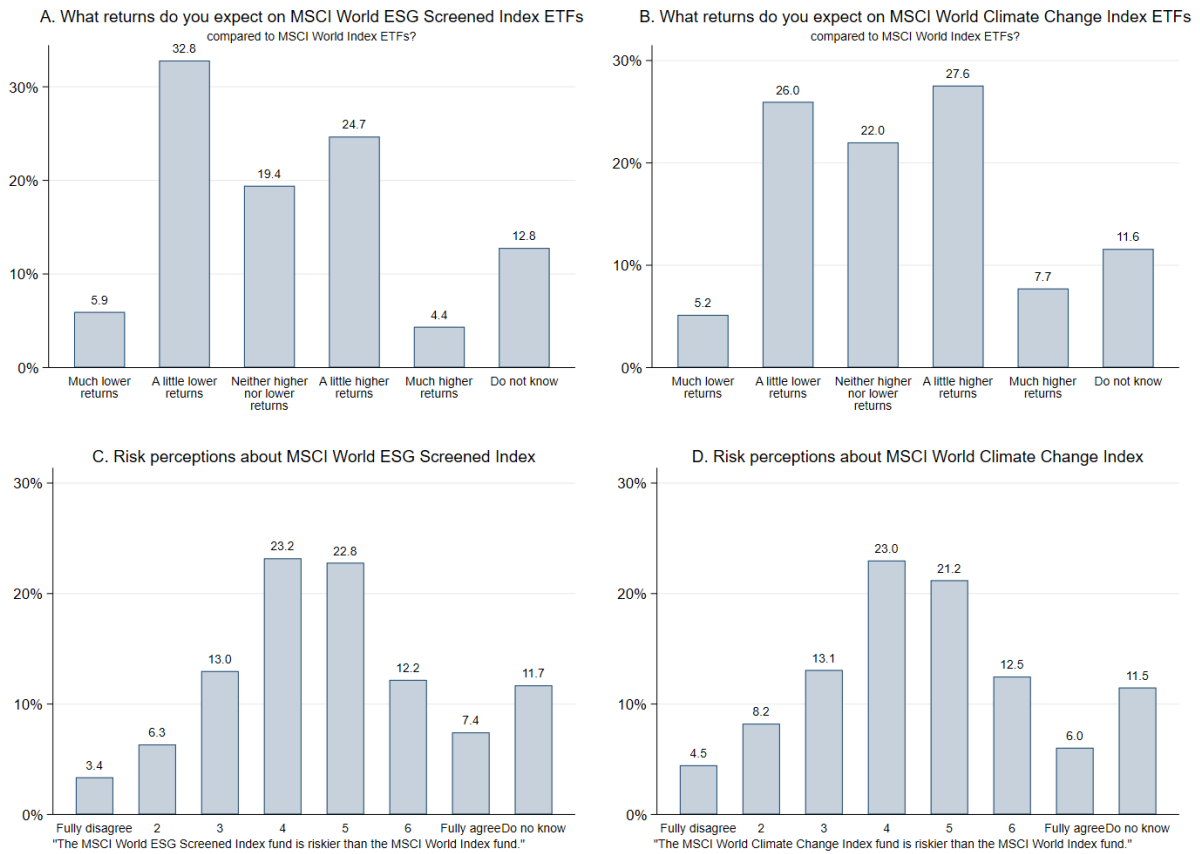 A. What returns do you expect on MSCI World ESG Screened Index ETFs
compared to MSCI World Index ETFs?
32.8
30%
24.7
20%
19.4
12.8
10%
5.9
4.4
0%
Much lower
returns
A little lower
returns
Neither higher
nor lower
returns
A little higher
returns
Much higher
returns
Do not know
B. What returns do you expect on MSCI World Climate Change Index ETFs
compared to MSCI World Index ETFs?
30%
27.6
26.0
22.0
20%
11.6
10%
7.7
5.2
0%
Much lower
returns
A little lower
returns
Neither higher
nor lower
returns
A little higher
returns
Much higher
returns
Do not know
C. Risk perceptions about MSCI World ESG Screened Index
30%
23.2
22.8
20%
13.0
12.2
11.7
10%
7.4
6.3
3.4
0%
Fully disagree
2
3
4
5
6
Fully agree
Do no know
"The MSCI World ESG Screened Index fund is riskier than the MSCI World Index fund."
D. Risk perceptions about MSCI World Climate Change Index
30%
23.0
21.2
20%
13.1
12.5
11.5
10%
8.2
6.0
4.5
0%
Fully disagree
2
3
4
5
6
Fully agree
Do no know
"The MSCI World Climate Change Index fund is riskier than the MSCI World Index fund."